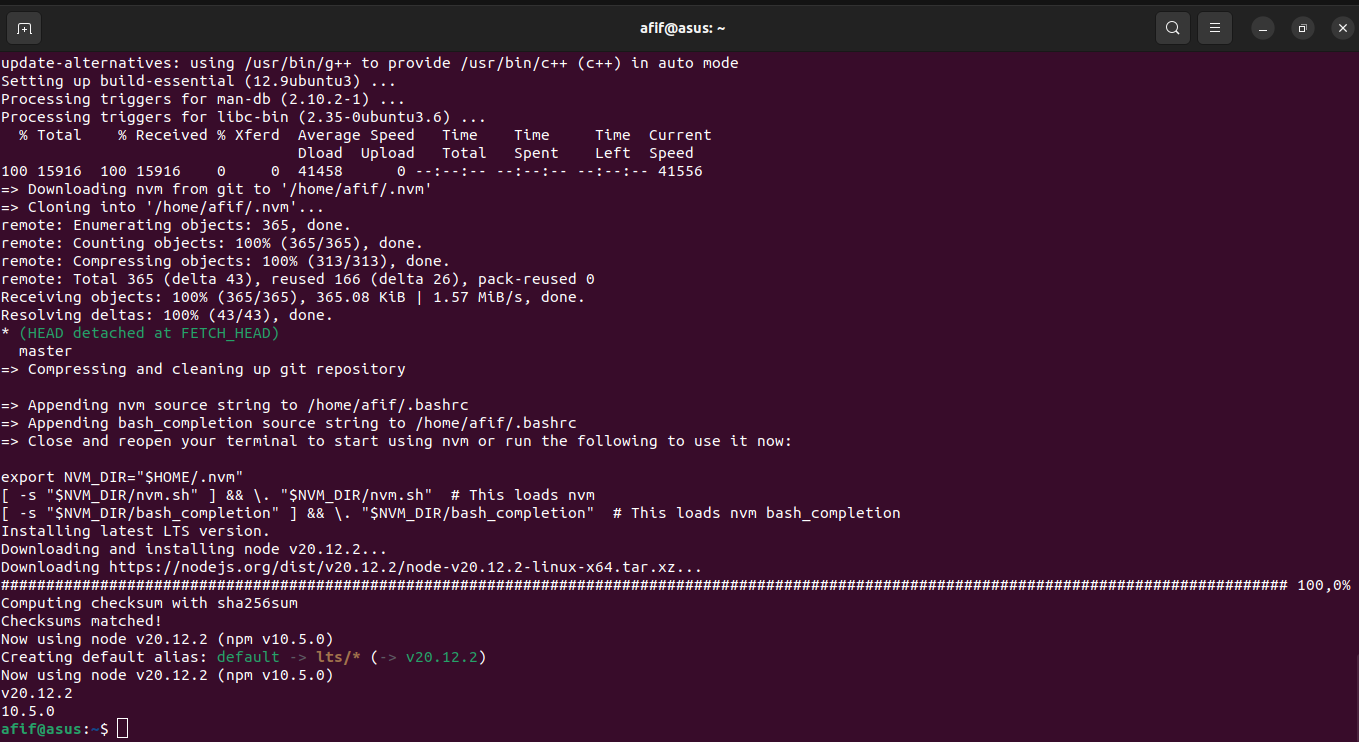 afif@asus: ~
update-alternatives: using /usr/bin/g++ to provide /usr/bin/c++ (c++) in auto mode
Setting up build-essential (12.9ubuntu3) ...
Processing triggers for man-db (2.10.2-1) ...
Processing triggers for libc-bin (2.35-0ubuntu3.6) ...
  % Total    % Received % Xferd  Average Speed   Time    Time     Time  Current
                                 Dload  Upload   Total   Spent    Left  Speed
100 15916  100 15916    0     0  41458      0 --:--:-- --:--:-- --:--:-- 41556
=> Downloading nvm from git to '/home/afif/.nvm'
=> Cloning into '/home/afif/.nvm'...
remote: Enumerating objects: 365, done.
remote: Counting objects: 100% (365/365), done.
remote: Compressing objects: 100% (313/313), done.
remote: Total 365 (delta 43), reused 166 (delta 26), pack-reused 0
Receiving objects: 100% (365/365), 365.08 KiB | 1.57 MiB/s, done.
Resolving deltas: 100% (43/43), done.
* (HEAD detached at FETCH_HEAD)
  master
=> Compressing and cleaning up git repository

=> Appending nvm source string to /home/afif/.bashrc
=> Appending bash_completion source string to /home/afif/.bashrc
=> Close and reopen your terminal to start using nvm or run the following to use it now:

export NVM_DIR="$HOME/.nvm"
[ -s "$NVM_DIR/nvm.sh" ] && \. "$NVM_DIR/nvm.sh"  # This loads nvm
[ -s "$NVM_DIR/bash_completion" ] && \. "$NVM_DIR/bash_completion"  # This loads nvm bash_completion
Installing latest LTS version.
Downloading and installing node v20.12.2...
Downloading https://nodejs.org/dist/v20.12.2/node-v20.12.2-linux-x64.tar.xz...
############################################################################################################################################### 100,0%
Computing checksum with sha256sum
Checksums matched!
Now using node v20.12.2 (npm v10.5.0)
Creating default alias: default -> lts/* (-> v20.12.2)
Now using node v20.12.2 (npm v10.5.0)
v20.12.2
10.5.0
afif@asus:~$